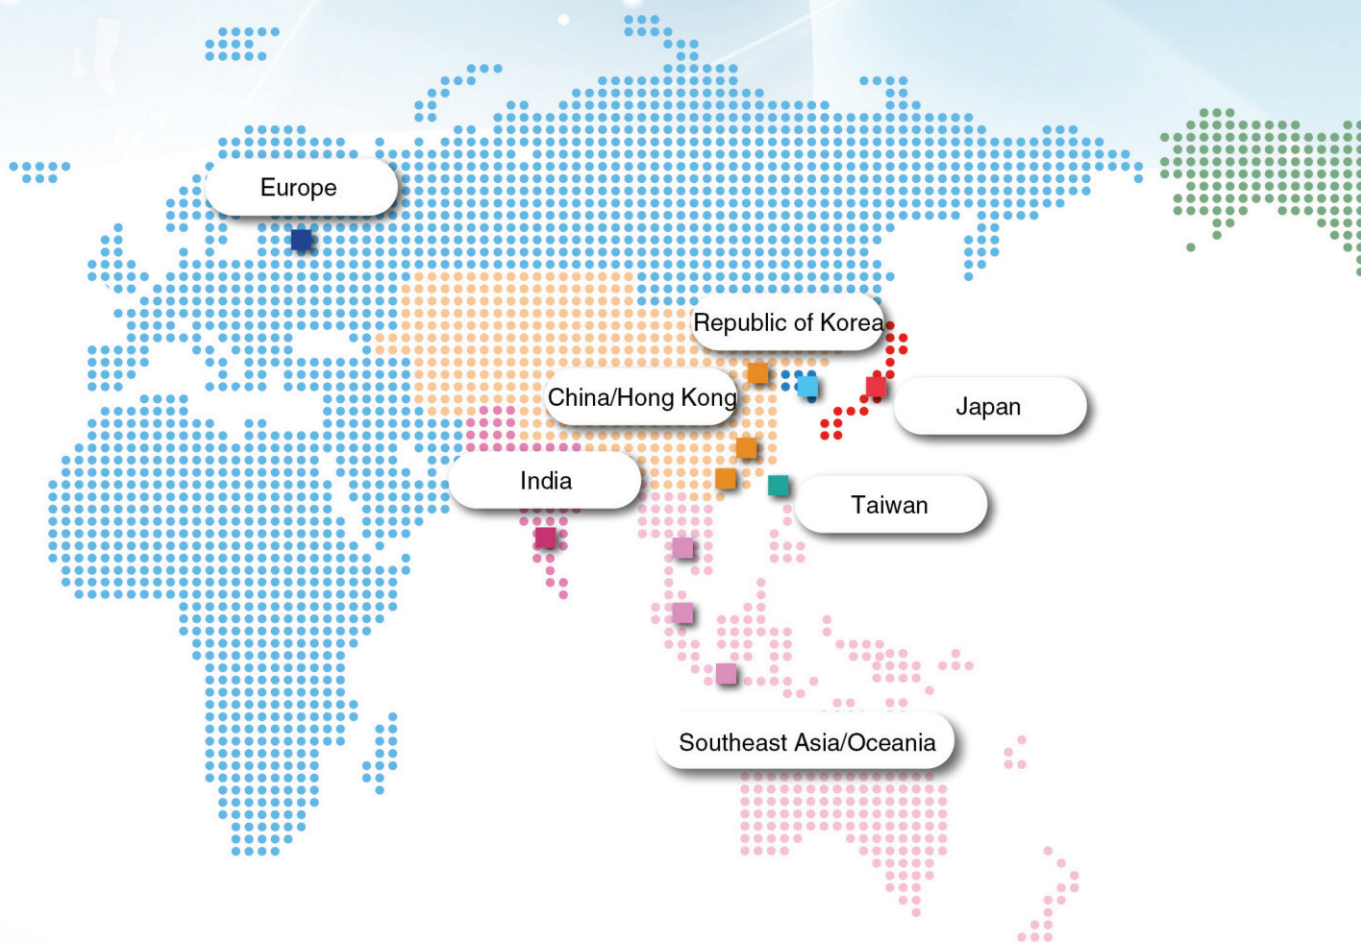 Europe
Republic of Korea
China/Hong Kong
Japan
India
Taiwan
Southeast Asia/Oceania